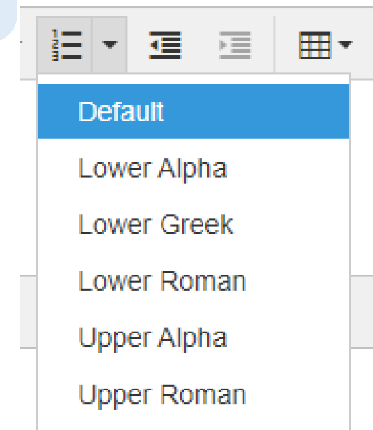 Default
Lower Alpha
Lower Greek
Lower Roman
Upper Alpha
Upper Roman